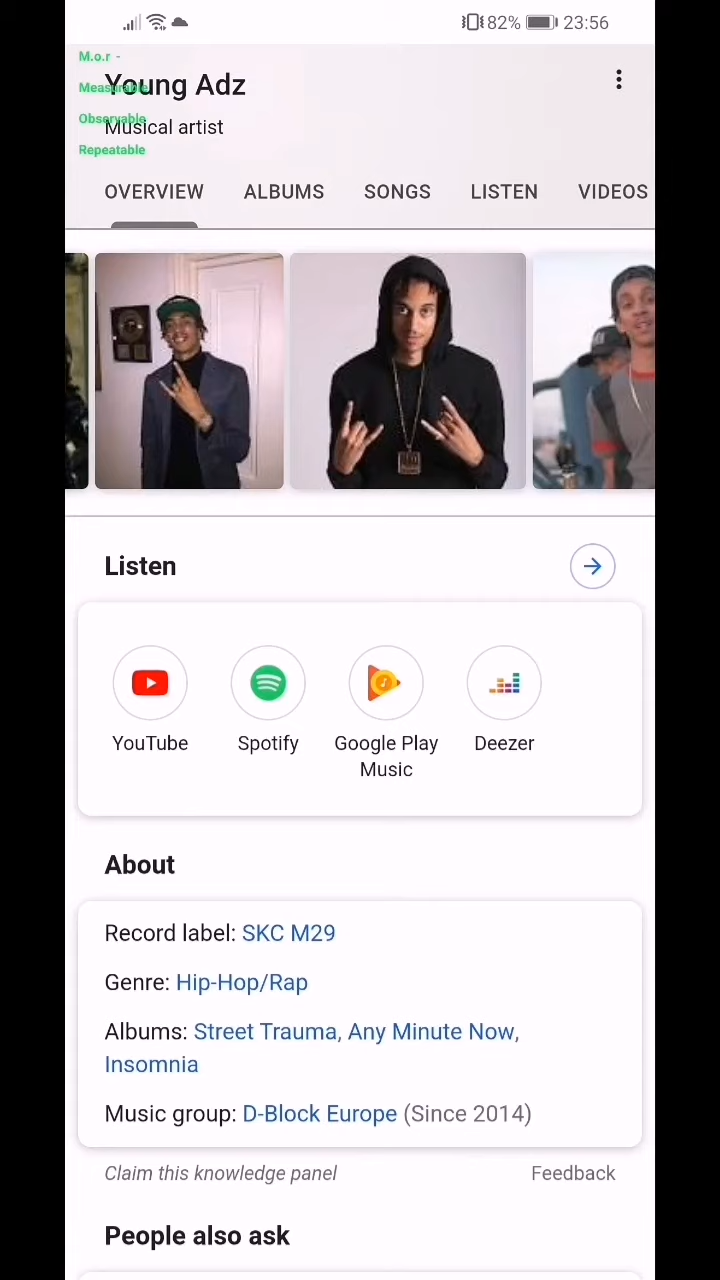 82% 23:56
M.o.r -
Young Adz
Measurable
Observable
Musical artist
Repeatable
OVERVIEW ALBUMS SONGS LISTEN VIDEOS
Listen
YouTube Spotify Google Play Deezer
Music
About
Record label: SKC M29
Genre: Hip-Hop/Rap
Albums: Street Trauma, Any Minute Now,
Insomnia
Music group: D-Block Europe (Since 2014)
Claim this knowledge panel Feedback
People also ask